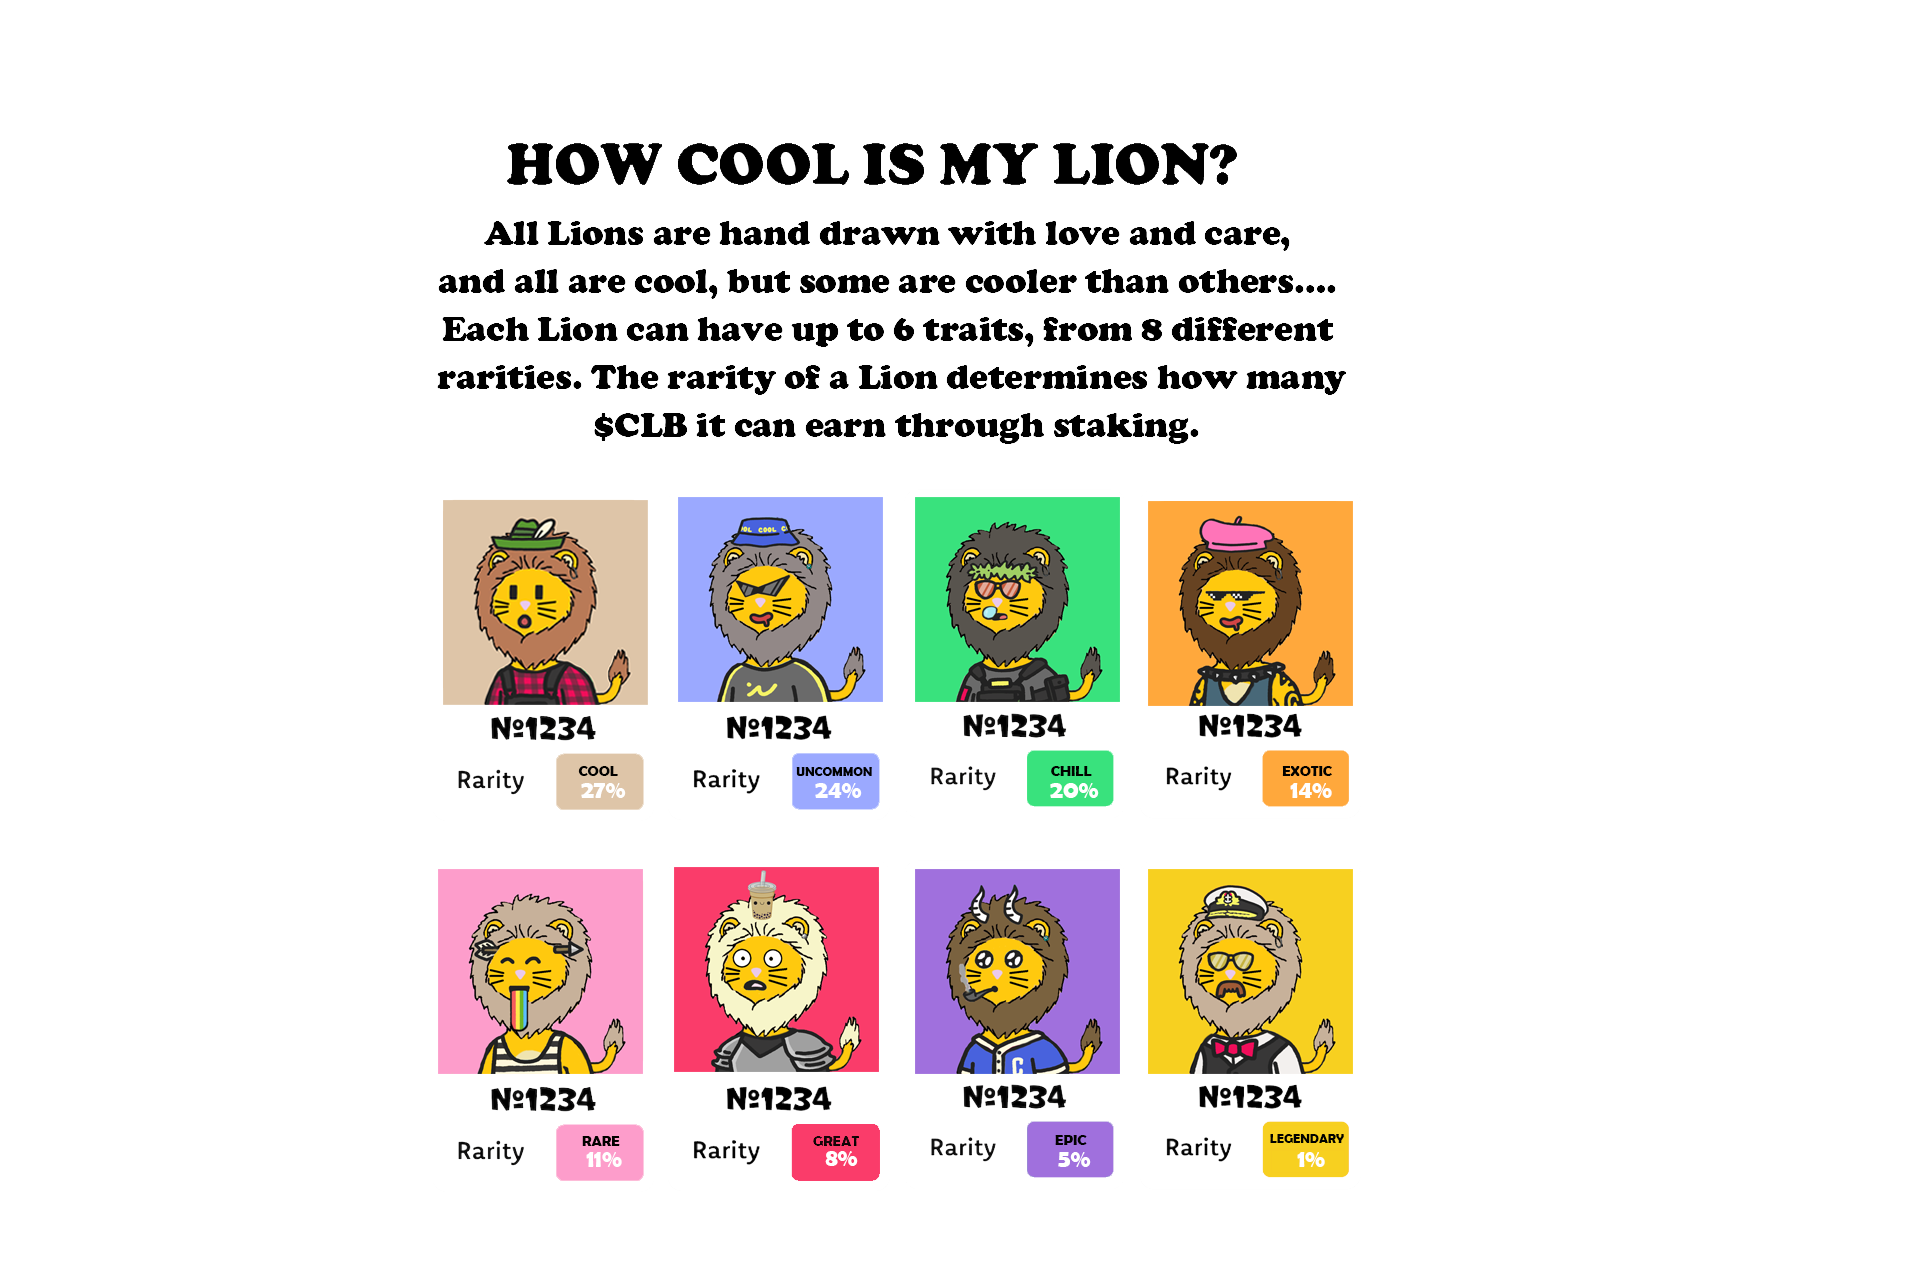 HOW COOL IS MY LION?
All Lions are hand drawn with love and care,
and all are cool, but some are cooler than others....
Each Lion can have up to 6 traits, from 8 different
rarities. The rarity of a Lion determines how many
$CLB it can earn through staking.
COOL
№1234 №1234 №1234 №1234
Rarity COOL 27% Rarity UNCOMMON 24% Rarity CHILL 20% Rarity EXOTIC 14%
C
№1234 №1234 №1234 №1234
Rarity RARE 11% Rarity GREAT 8% Rarity EPIC 5% Rarity LEGENDARY 1%